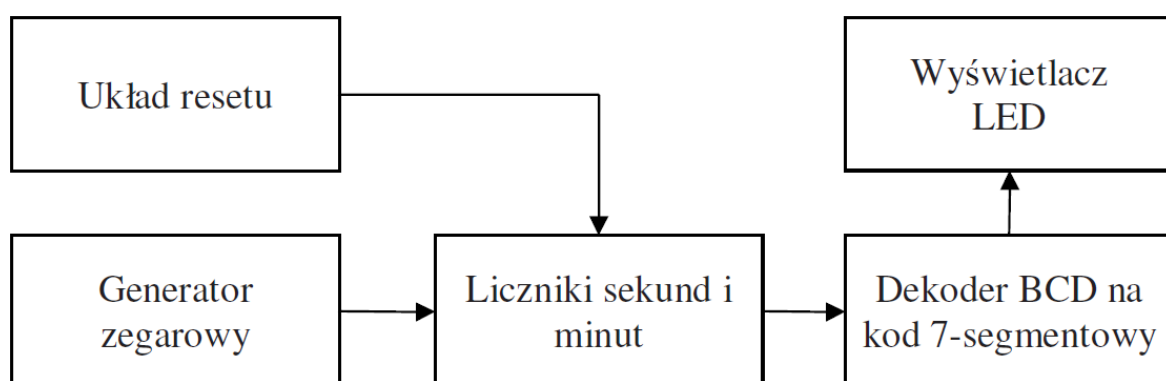 Układ resetu
Wyświetlacz
LED
Generator
zegarowy
Liczniki sekund i
minut
Dekoder BCD na
kod 7-segmentowy